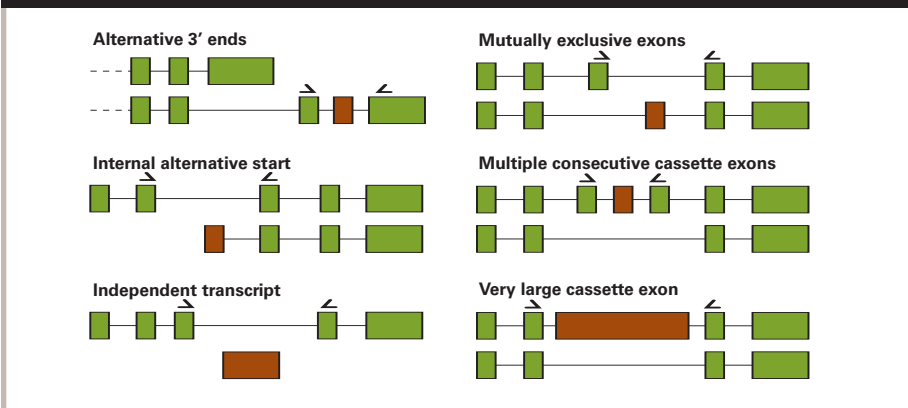 Alternative 3′ ends
Mutually exclusive exons
Internal alternative start
Multiple consecutive cassette exons
Independent transcript
Very large cassette exon